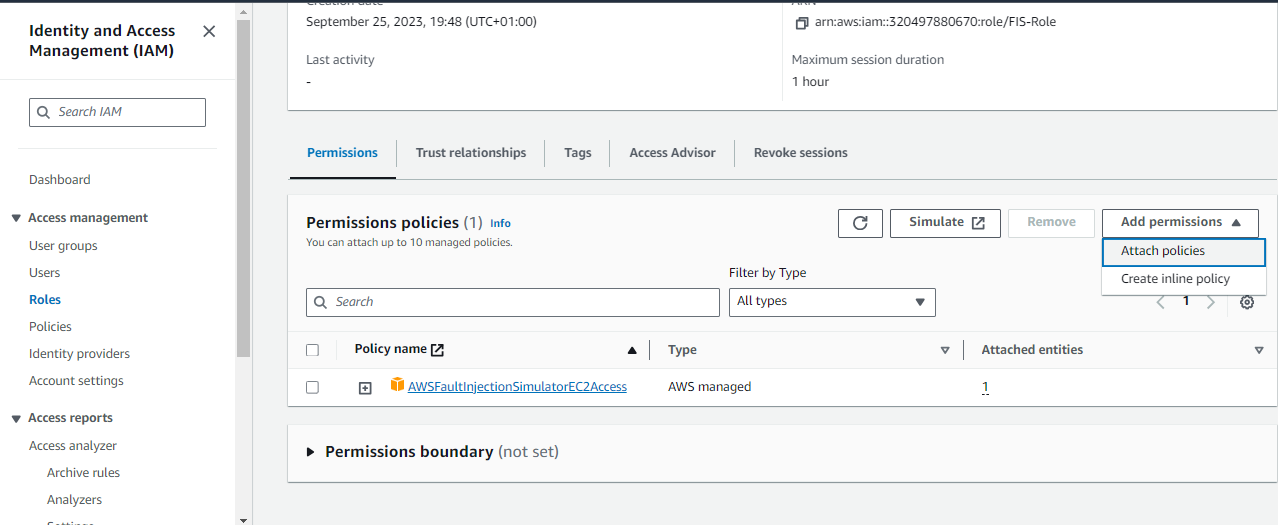 Identity and Access
Management (IAM)
Search IAM
Dashboard
Access management
User groups
Users
Roles
Policies
Identity providers
Account settings
Access reports
Access analyzer
Archive rules
Analyzers
Settings
Creation date
September 25, 2023, 19:48 (UTC+01:00)
Last activity
-
ARN
arn:aws:iam::320497880670:role/FIS-Role
Maximum session duration
1 hour
Permissions
Trust relationships
Tags
Access Advisor
Revoke sessions
Permissions policies (1) Info
You can attach up to 10 managed policies.
Simulate
Remove
Add permissions
Attach policies
Create inline policy
Filter by Type
Search
All types
1
Policy name
Type
Attached entities
AWSFaultInjectionSimulatorEC2Access
AWS managed
1
Permissions boundary (not set)